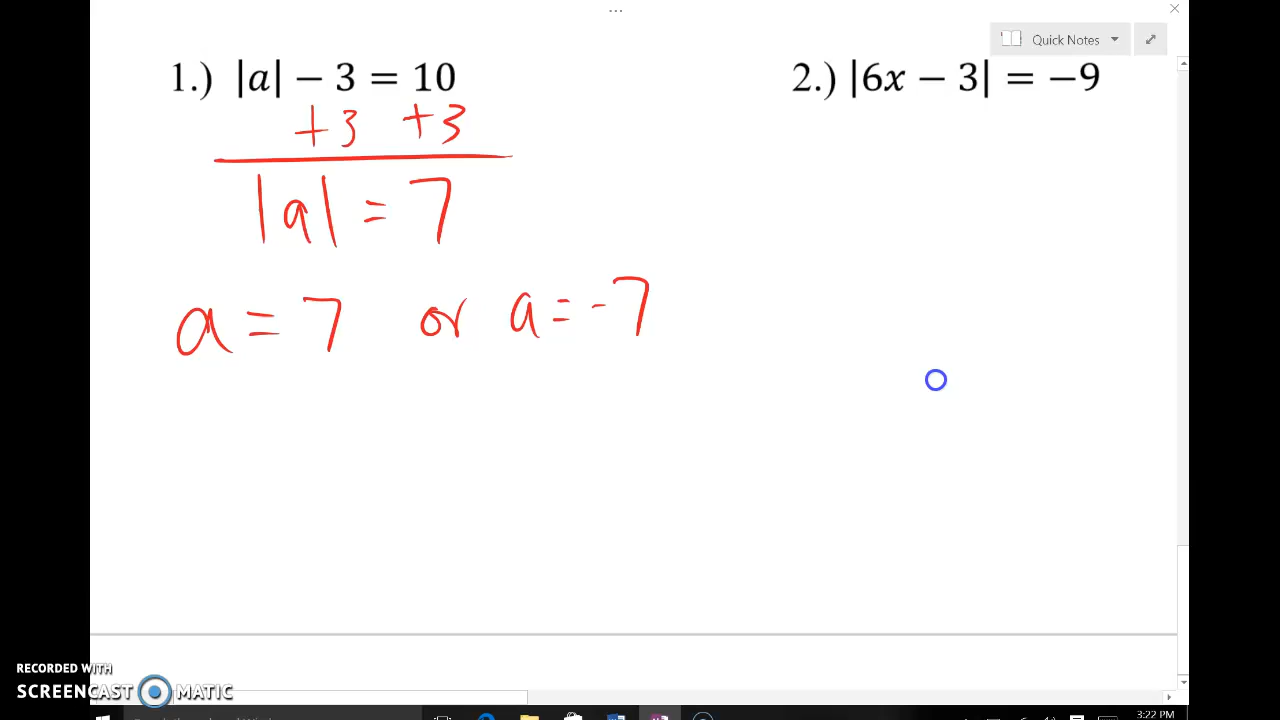 ...
Quick Notes
1.) |a| − 3 = 10
2.) |6x − 3| = −9
+3 +3
|a| = 7
a = 7 or a = -7
RECORDED WITH
SCREENCAST MATIC
3:22 PM